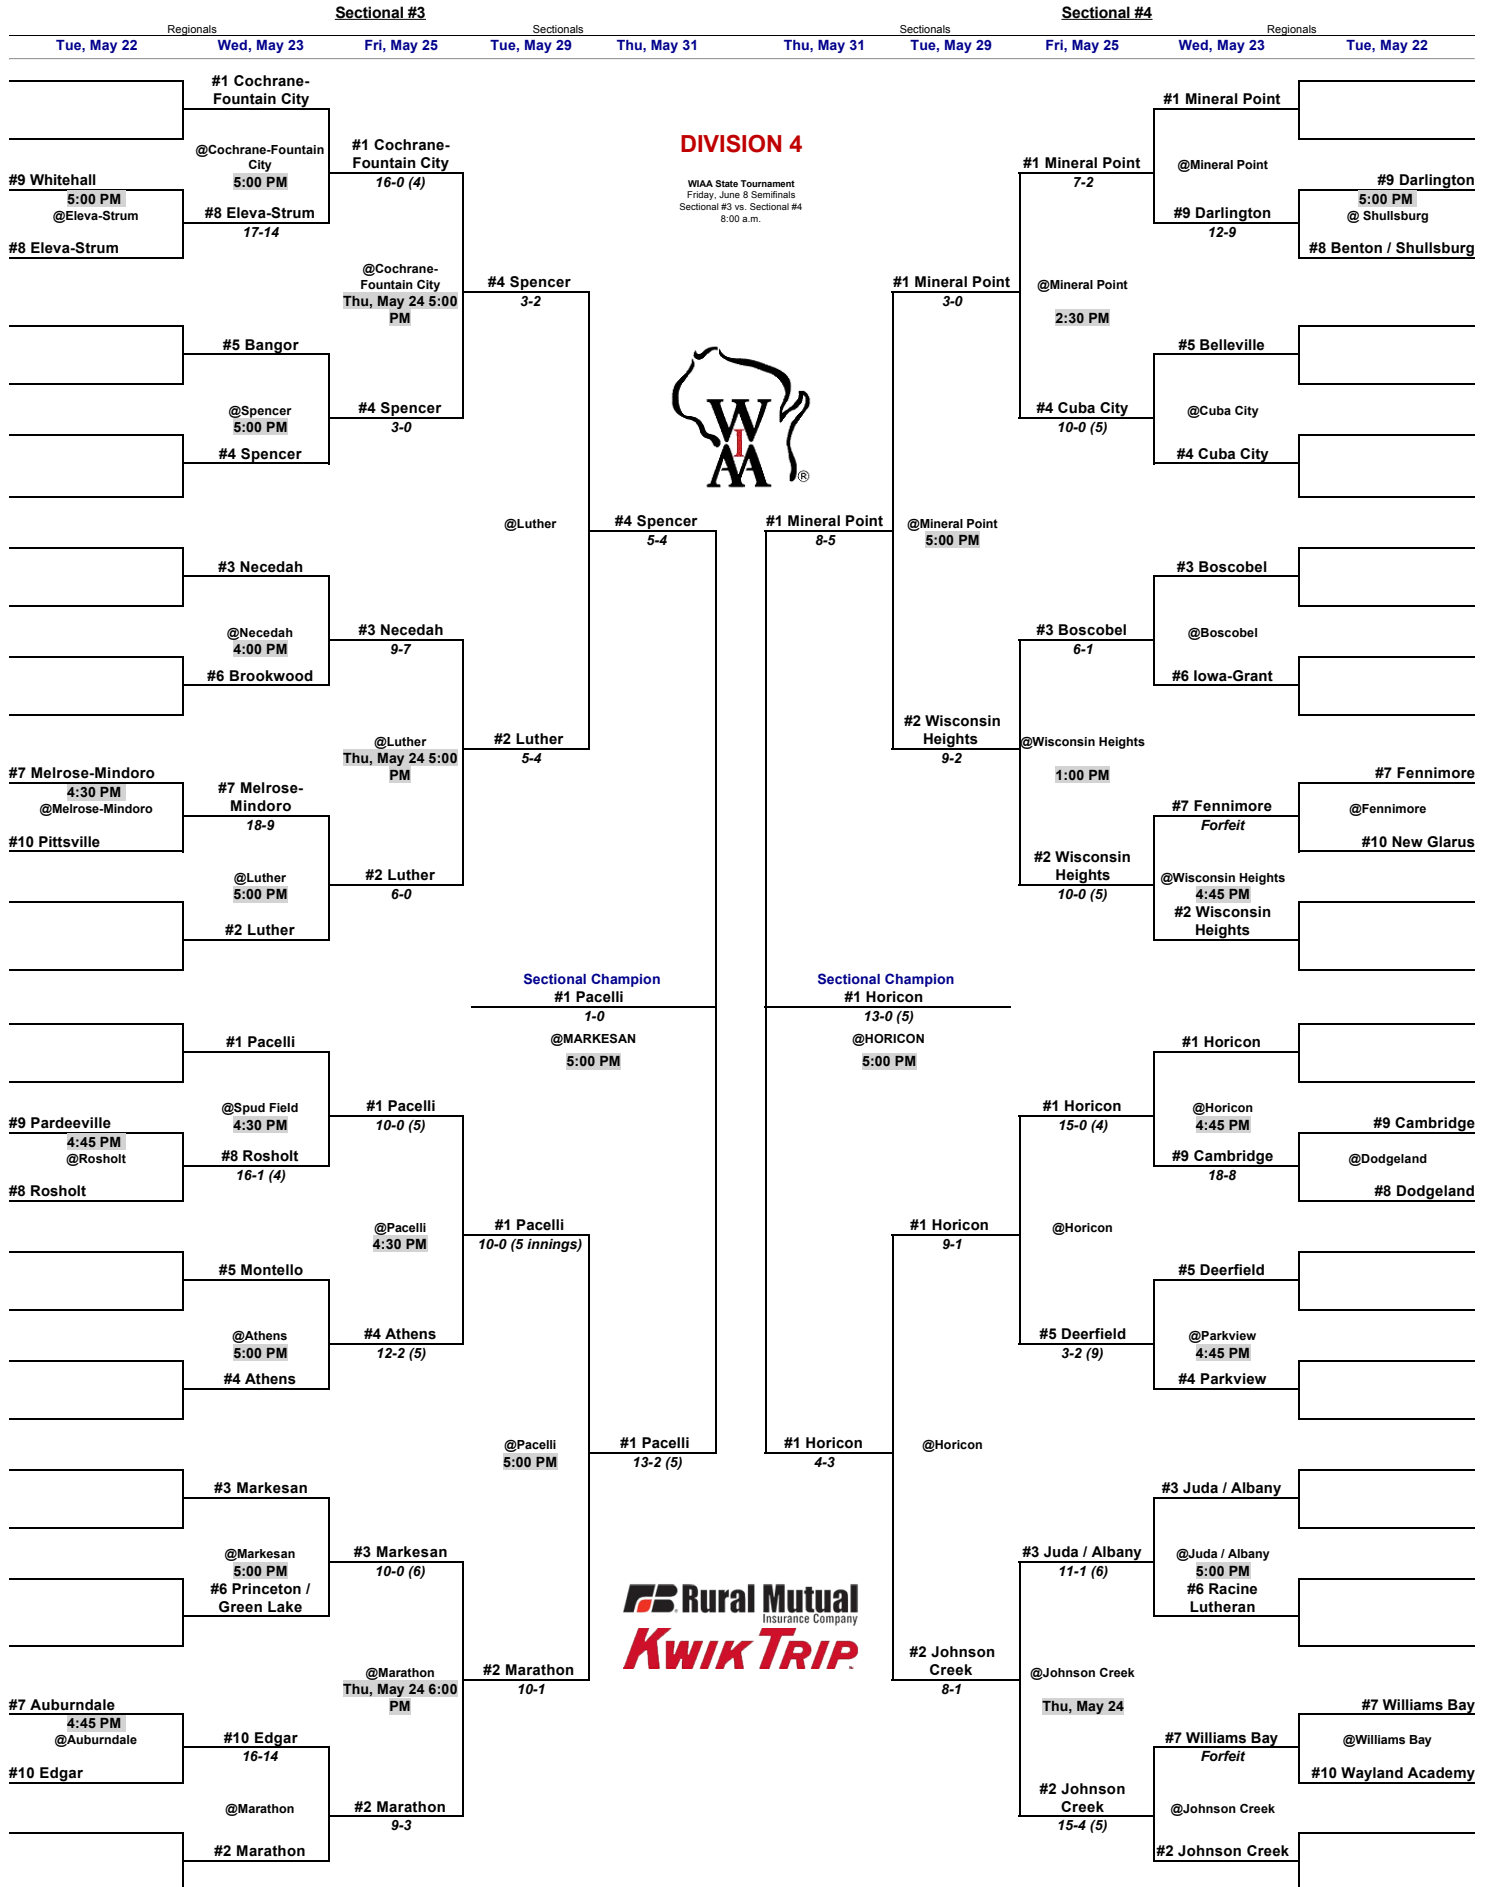 Sectional #3
Sectional #4
Regionals
Sectionals
Sectionals
Regionals
Tue, May 22
Wed, May 23
Fri, May 25
Tue, May 29
Thu, May 31
Thu, May 31
Tue, May 29
Fri, May 25
Wed, May 23
Tue, May 22
DIVISION 4
WIAA State Tournament
Friday, June 8 Semifinals
Sectional #3 vs. Sectional #4
8:00 a.m.
#1 Cochrane-
Fountain City
@Cochrane-Fountain
City
5:00 PM
#9 Whitehall
5:00 PM
@Eleva-Strum
#8 Eleva-Strum
#8 Eleva-Strum
17-14
#1 Cochrane-
Fountain City
16-0 (4)
@Cochrane-
Fountain City
Thu, May 24 5:00
PM
#4 Spencer
3-2
#5 Bangor
@Spencer
5:00 PM
#4 Spencer
#4 Spencer
3-0
@Luther
#4 Spencer
5-4
#3 Necedah
@Necedah
4:00 PM
#6 Brookwood
#3 Necedah
9-7
@Luther
Thu, May 24 5:00
PM
#2 Luther
5-4
#7 Melrose-Mindoro
4:30 PM
@Melrose-Mindoro
#10 Pittsville
#7 Melrose-
Mindoro
18-9
@Luther
5:00 PM
#2 Luther
#2 Luther
6-0
Sectional Champion
#1 Pacelli
1-0
@MARKESAN
5:00 PM
#1 Pacelli
@Spud Field
4:30 PM
#9 Pardeeville
4:45 PM
@Rosholt
#8 Rosholt
#8 Rosholt
16-1 (4)
#1 Pacelli
10-0 (5)
@Pacelli
4:30 PM
#1 Pacelli
10-0 (5 innings)
#5 Montello
@Athens
5:00 PM
#4 Athens
#4 Athens
12-2 (5)
@Pacelli
5:00 PM
#1 Pacelli
13-2 (5)
#3 Markesan
@Markesan
5:00 PM
#6 Princeton /
Green Lake
#3 Markesan
10-0 (6)
@Marathon
Thu, May 24 6:00
PM
#2 Marathon
10-1
#7 Auburndale
4:45 PM
@Auburndale
#10 Edgar
#10 Edgar
16-14
@Marathon
#2 Marathon
#2 Marathon
9-3
W
I
AA
®
Rural Mutual
Insurance Company
KWIK TRIP
#1 Mineral Point
@Mineral Point
#9 Darlington
5:00 PM
@ Shullsburg
#8 Benton / Shullsburg
#9 Darlington
12-9
#1 Mineral Point
7-2
@Mineral Point
2:30 PM
#1 Mineral Point
3-0
#5 Belleville
@Cuba City
#4 Cuba City
#4 Cuba City
10-0 (5)
@Mineral Point
5:00 PM
#1 Mineral Point
8-5
#3 Boscobel
@Boscobel
#6 Iowa-Grant
#3 Boscobel
6-1
@Wisconsin Heights
1:00 PM
#2 Wisconsin
Heights
9-2
#7 Fennimore
@Fennimore
#10 New Glarus
#7 Fennimore
Forfeit
@Wisconsin Heights
4:45 PM
#2 Wisconsin
Heights
#2 Wisconsin
Heights
10-0 (5)
Sectional Champion
#1 Horicon
13-0 (5)
@HORICON
5:00 PM
#1 Horicon
@Horicon
4:45 PM
#9 Cambridge
@Dodgeland
#8 Dodgeland
#9 Cambridge
18-8
#1 Horicon
15-0 (4)
@Horicon
#1 Horicon
9-1
#5 Deerfield
@Parkview
4:45 PM
#4 Parkview
#5 Deerfield
3-2 (9)
@Horicon
#1 Horicon
4-3
#3 Juda / Albany
@Juda / Albany
5:00 PM
#6 Racine
Lutheran
#3 Juda / Albany
11-1 (6)
@Johnson Creek
Thu, May 24
#2 Johnson
Creek
8-1
#7 Williams Bay
@Williams Bay
#10 Wayland Academy
#7 Williams Bay
Forfeit
@Johnson Creek
#2 Johnson Creek
#2 Johnson
Creek
15-4 (5)